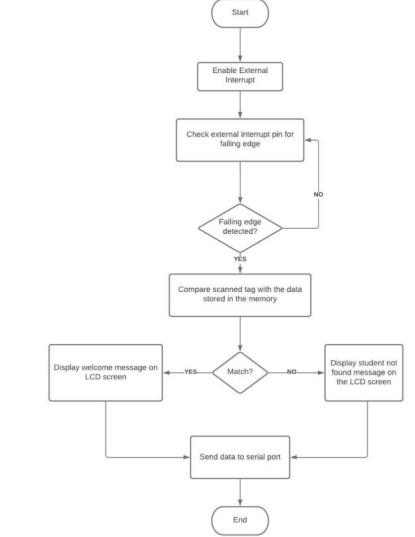 Start
Enable External
Interrupt
Check external interrupt pin for
falling edge
NO
Falling edge
detected?
YES
Compare scanned tag with the data
stored in the memory
Display welcome message on
LCD screen
YES
Match?
NO
Display student not
found message on
the LCD screen
Send data to serial port
End